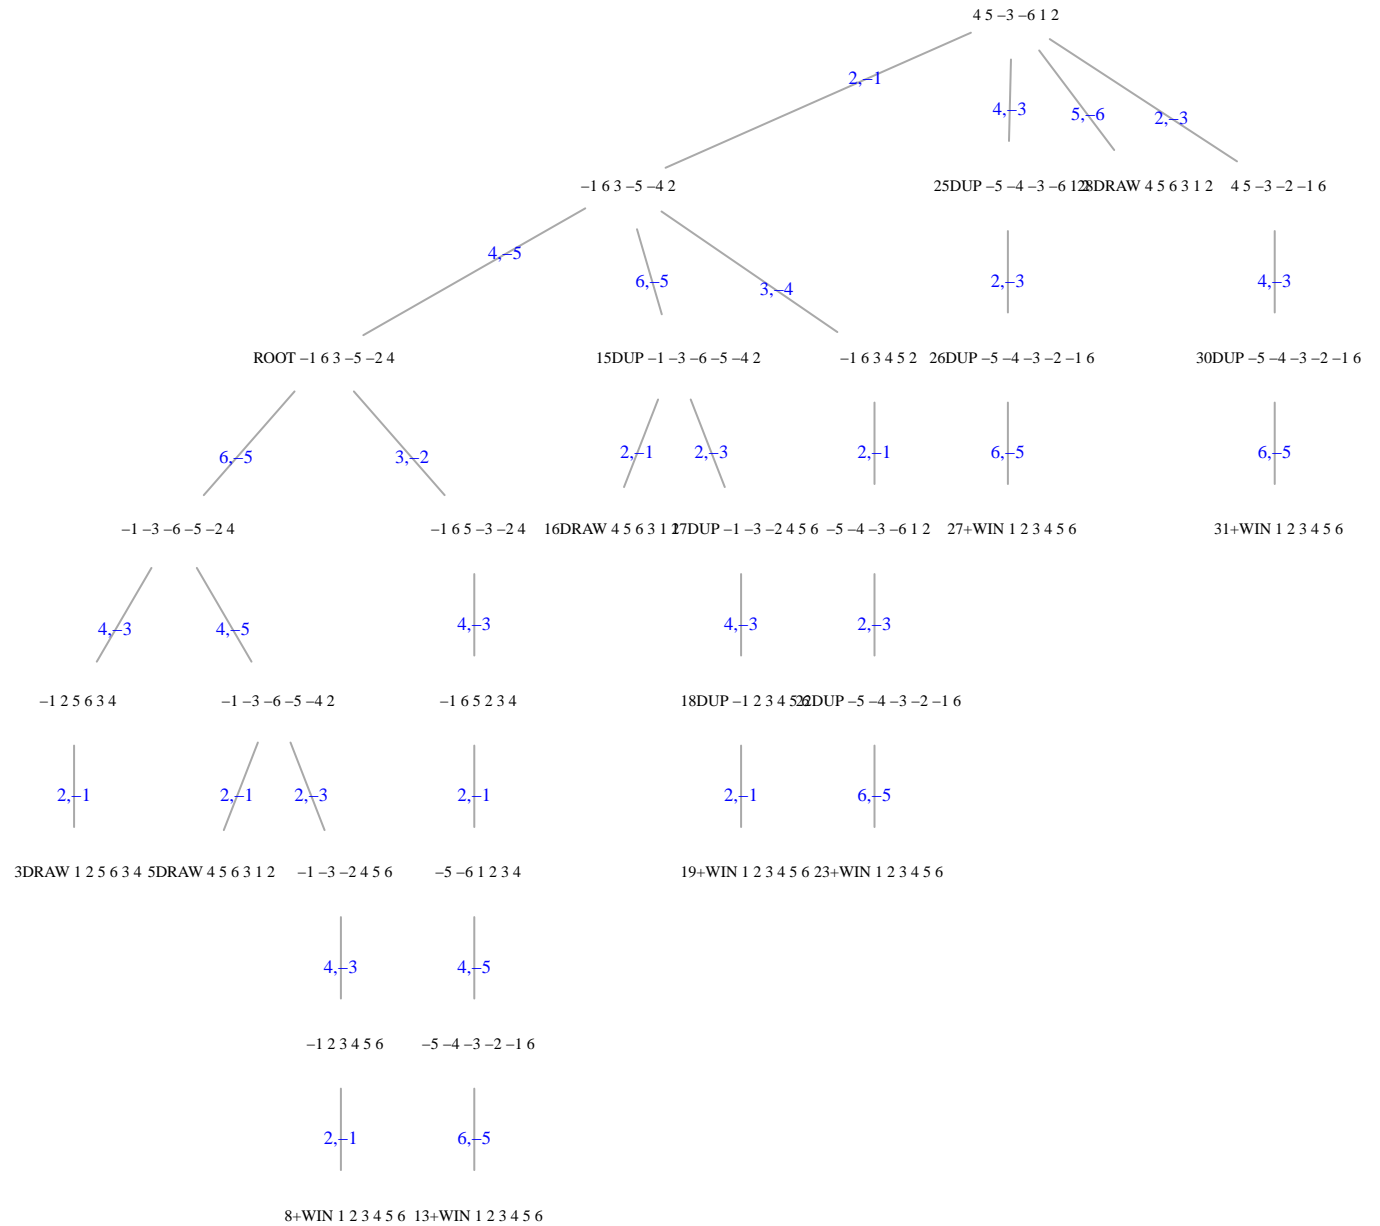 4 5 −3 −6 1 2
2,−1
4,−3
5,−6
2,−3
−1 6 3 −5 −4 2
25DUP −5 −4 −3 −6 1 2
28DRAW 4 5 6 3 1 2
4 5 −3 −2 −1 6
4,−5
6,−5
3,−4
2,−3
4,−3
ROOT −1 6 3 −5 −2 4
15DUP −1 −3 −6 −5 −4 2
−1 6 3 4 5 2
26DUP −5 −4 −3 −2 −1 6
30DUP −5 −4 −3 −2 −1 6
6,−5
3,−2
2,−1
2,−3
2,−1
6,−5
6,−5
−1 −3 −6 −5 −2 4
−1 6 5 −3 −2 4
16DRAW 4 5 6 3 1 2
17DUP −1 −3 −2 4 5 6
−5 −4 −3 −6 1 2
27+WIN 1 2 3 4 5 6
31+WIN 1 2 3 4 5 6
4,−3
4,−5
4,−3
4,−3
2,−3
−1 2 5 6 3 4
−1 −3 −6 −5 −4 2
−1 6 5 2 3 4
18DUP −1 2 3 4 5 6
22DUP −5 −4 −3 −2 −1 6
2,−1
2,−1
2,−3
2,−1
2,−1
6,−5
3DRAW 1 2 5 6 3 4
5DRAW 4 5 6 3 1 2
−1 −3 −2 4 5 6
−5 −6 1 2 3 4
19+WIN 1 2 3 4 5 6
23+WIN 1 2 3 4 5 6
4,−3
4,−5
−1 2 3 4 5 6
−5 −4 −3 −2 −1 6
2,−1
6,−5
8+WIN 1 2 3 4 5 6
13+WIN 1 2 3 4 5 6